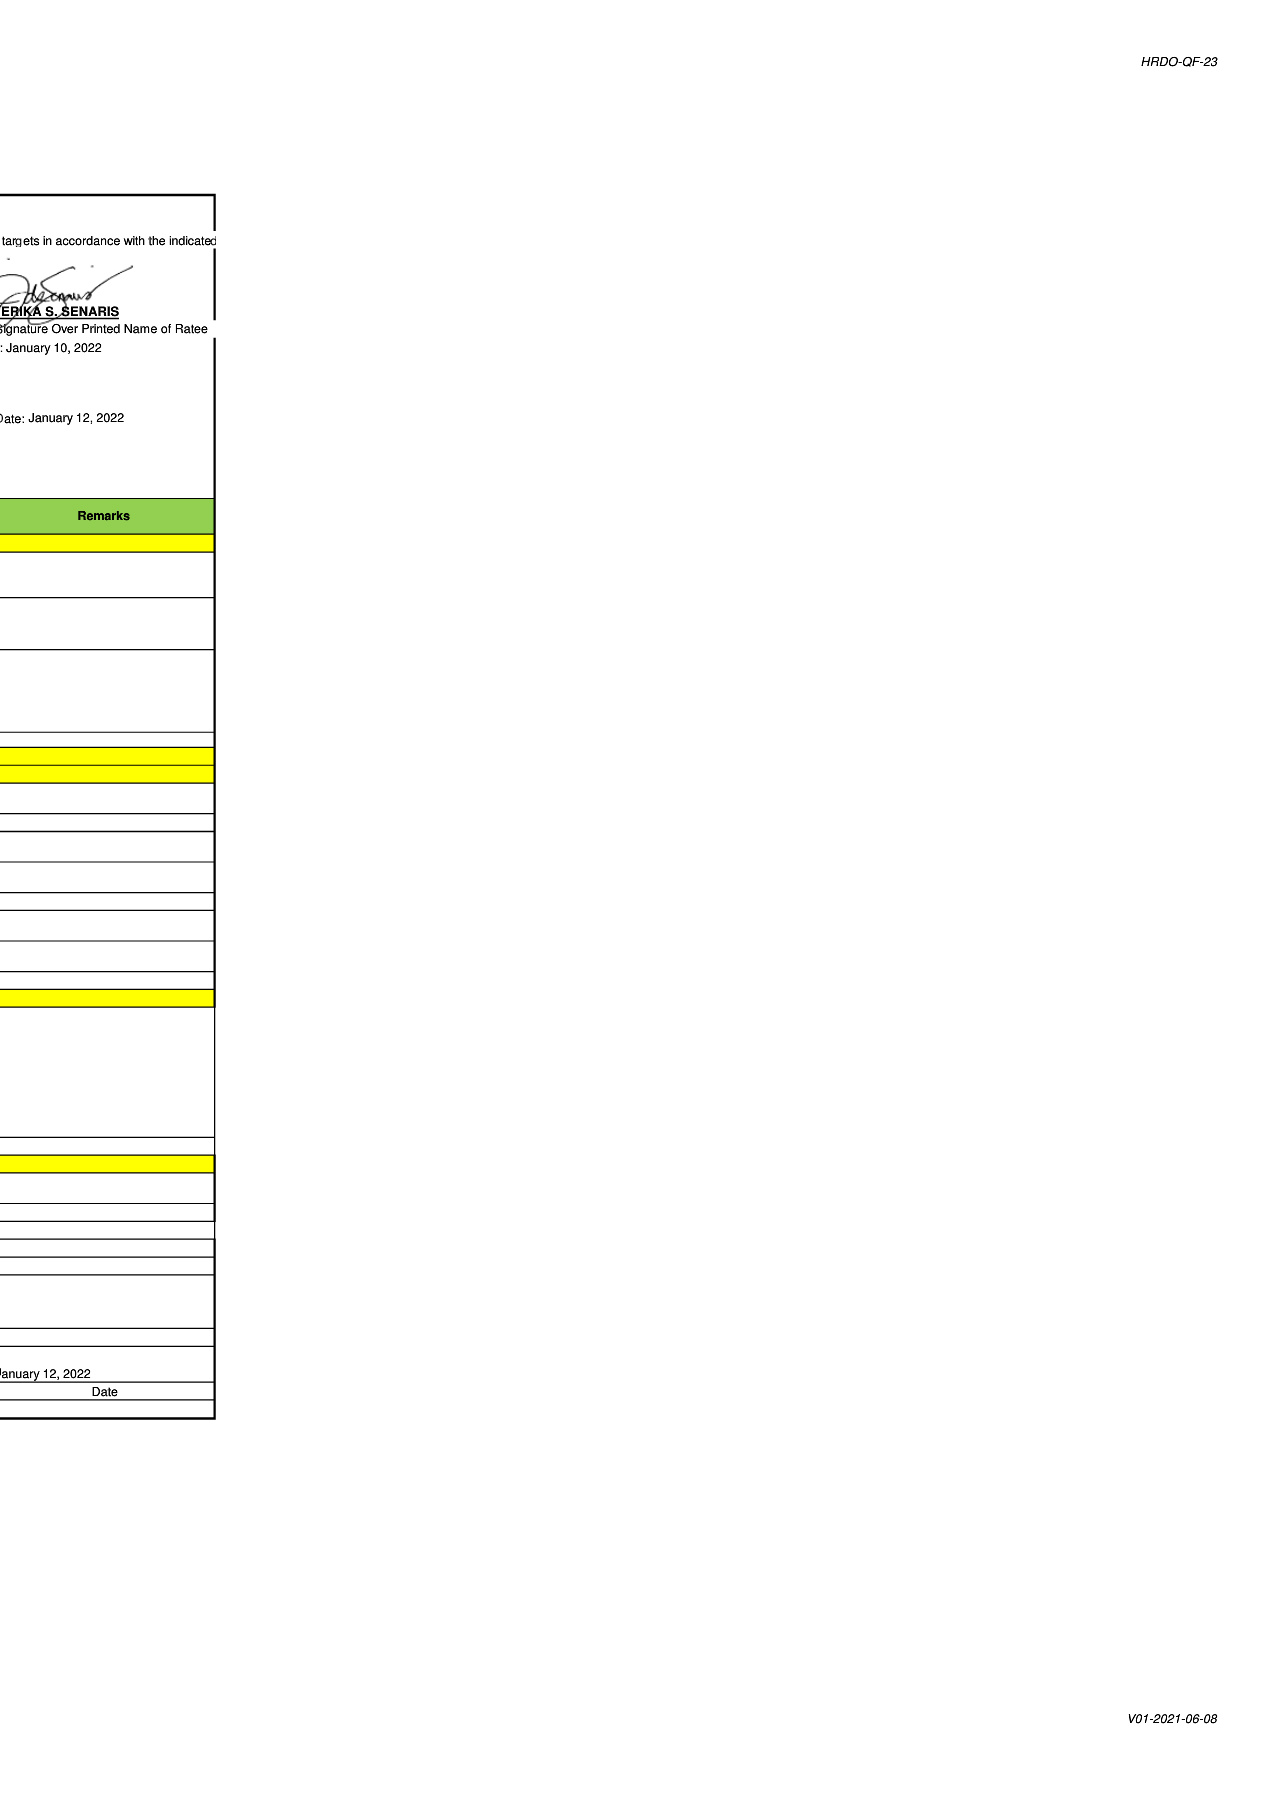 HRDO-QF-23
targets in accordance with the indicated
ERIKA S. SENARIS
Signature Over Printed Name of Ratee
: January 10, 2022
Date: January 12, 2022
Remarks
January 12, 2022
Date
V01-2021-06-08